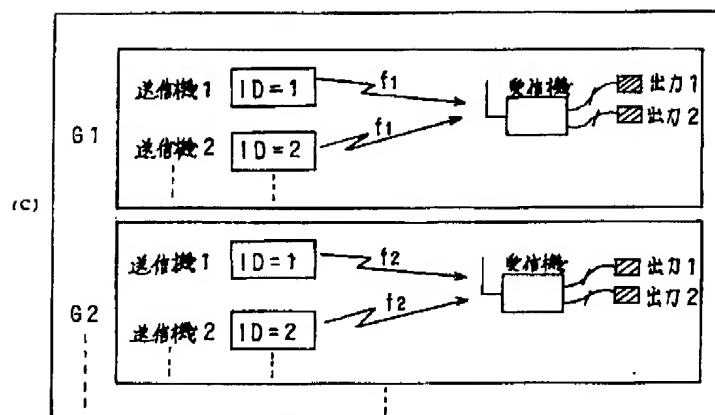 (C)
G1
送信機1 ID=1 f1 受信機 出力1
送信機2 ID=2 f1 出力2
G2
送信機1 ID=1 f2 受信機 出力1
送信機2 ID=2 f2 出力2